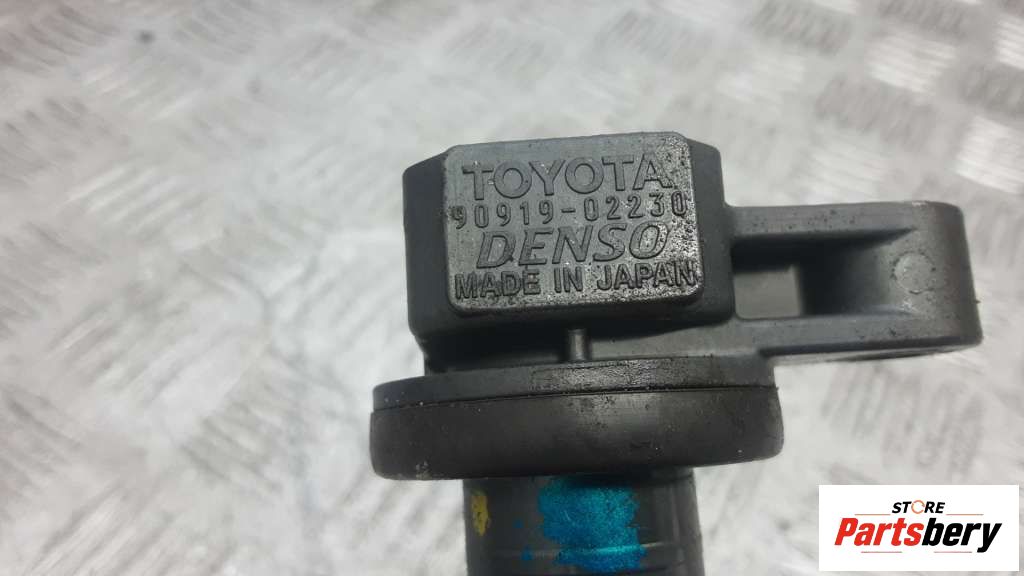 TOYOTA
90919-02230
DENSO
MADE IN JAPAN
STORE
Partsbery